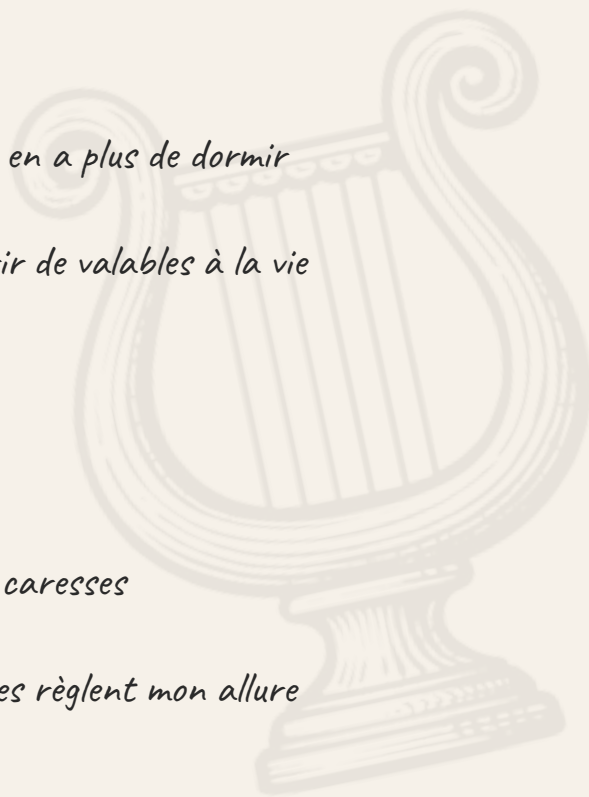 en a plus de dormir
ir de valables à la vie
caresses
es règlent mon allure